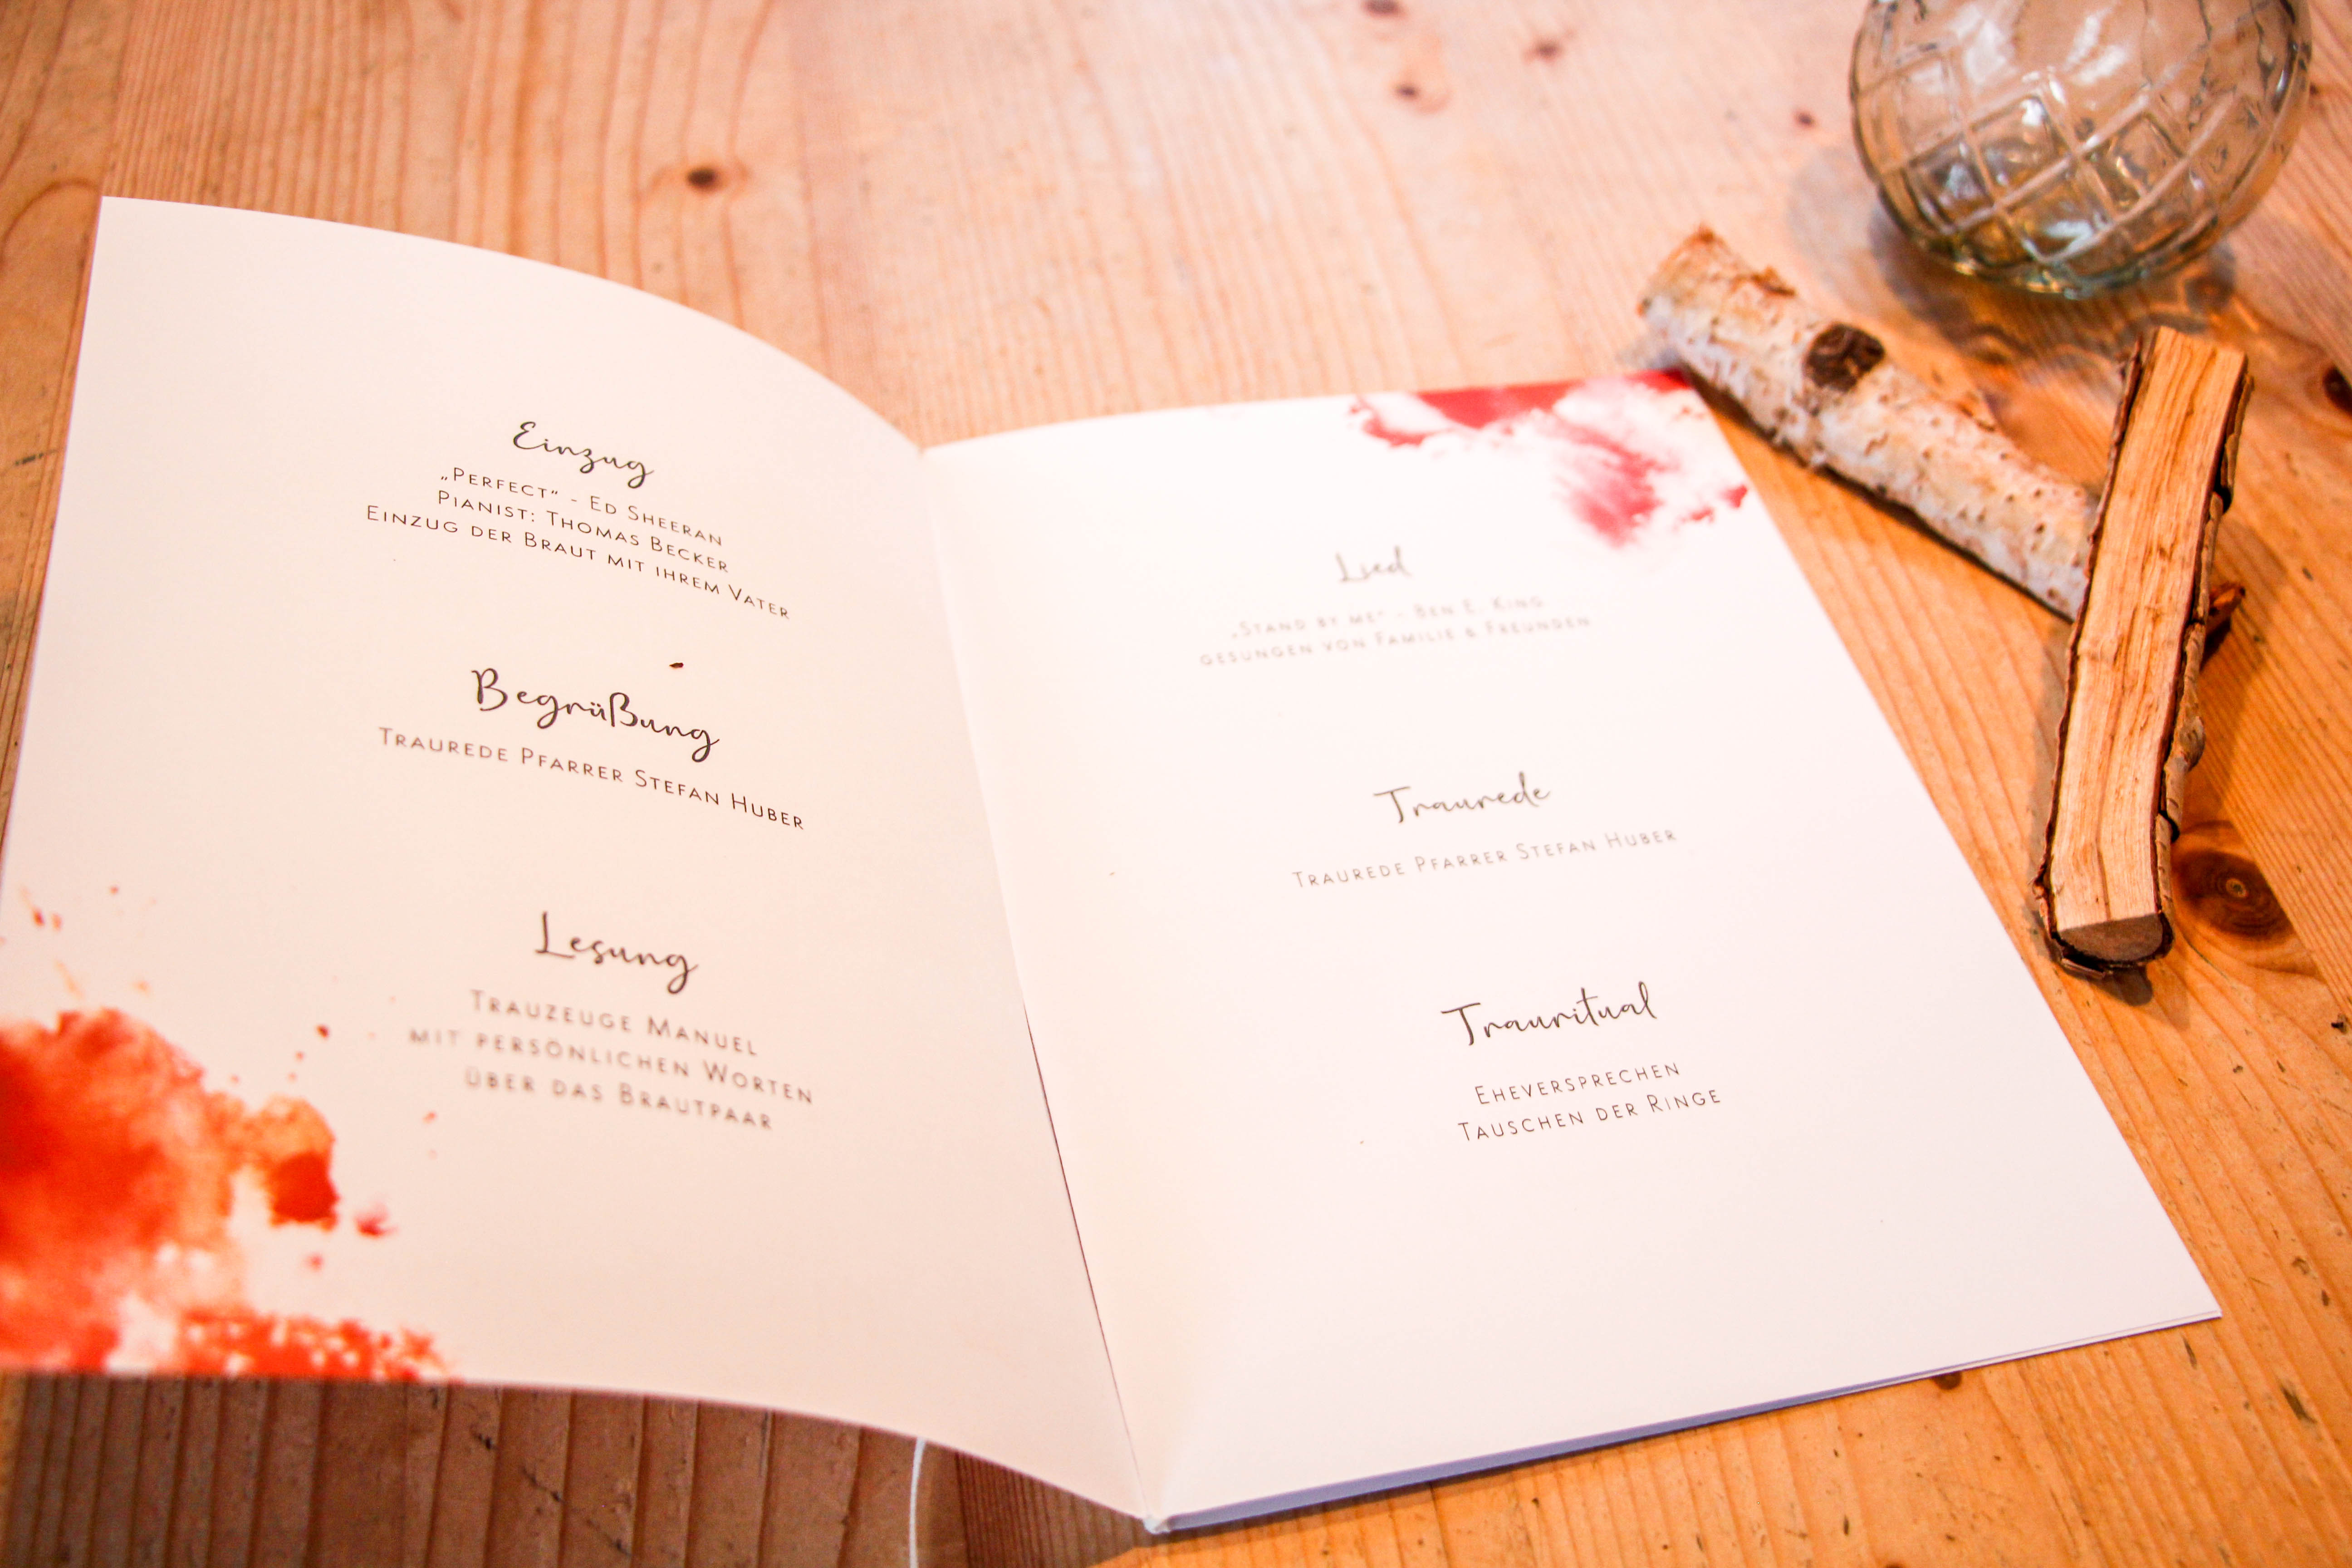 Einzug
„Perfect“ - Ed Sheeran
Pianist: Thomas Becker
Einzug der Braut mit ihrem Vater
Begrüßung
Traurede Pfarrer Stefan Huber
Lesung
Trauzeuge Manuel
mit persönlichen Worten
über das Brautpaar
Lied
„Stand by me“ - Ben E. King
gesungen von Familie & Freunden
Traurede
Traurede Pfarrer Stefan Huber
Trauritual
Eheversprechen
Tauschen der Ringe